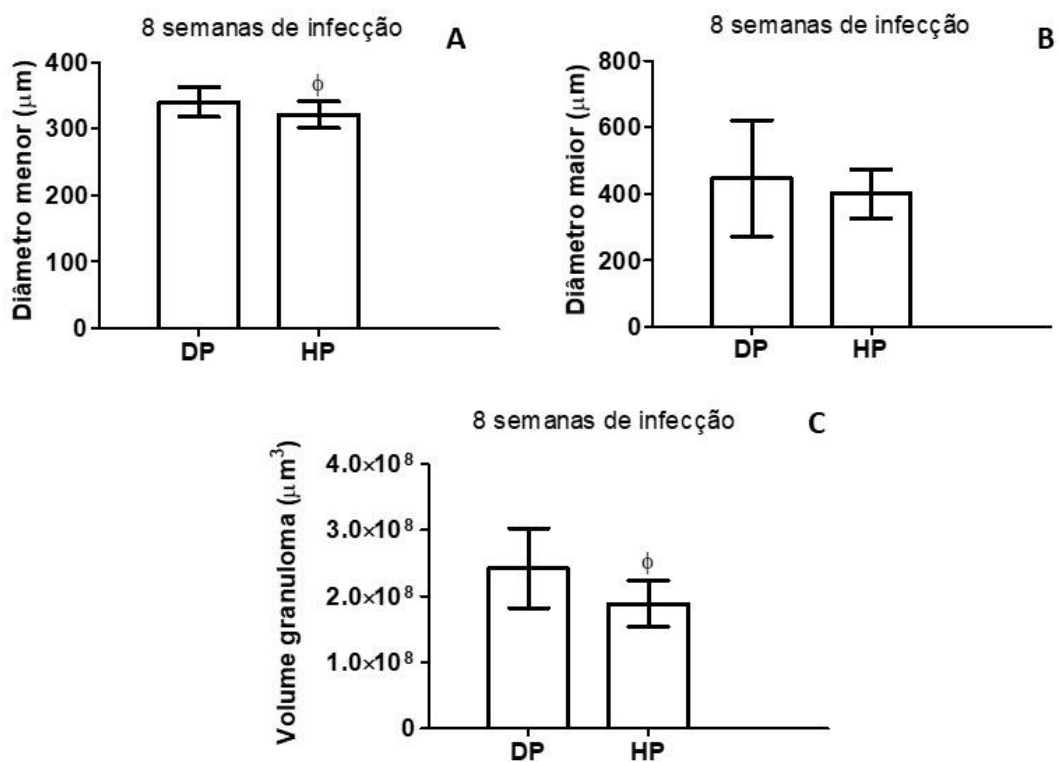 8 semanas de infecção
A
Diâmetro menor (μm)
400
300
200
100
0
ϕ
DP
HP
8 semanas de infecção
B
Diâmetro maior (μm)
800
600
400
200
0
DP
HP
8 semanas de infecção
C
Volume granuloma (μm³)
4.0×10⁸
3.0×10⁸
2.0×10⁸
1.0×10⁸
0
ϕ
DP
HP